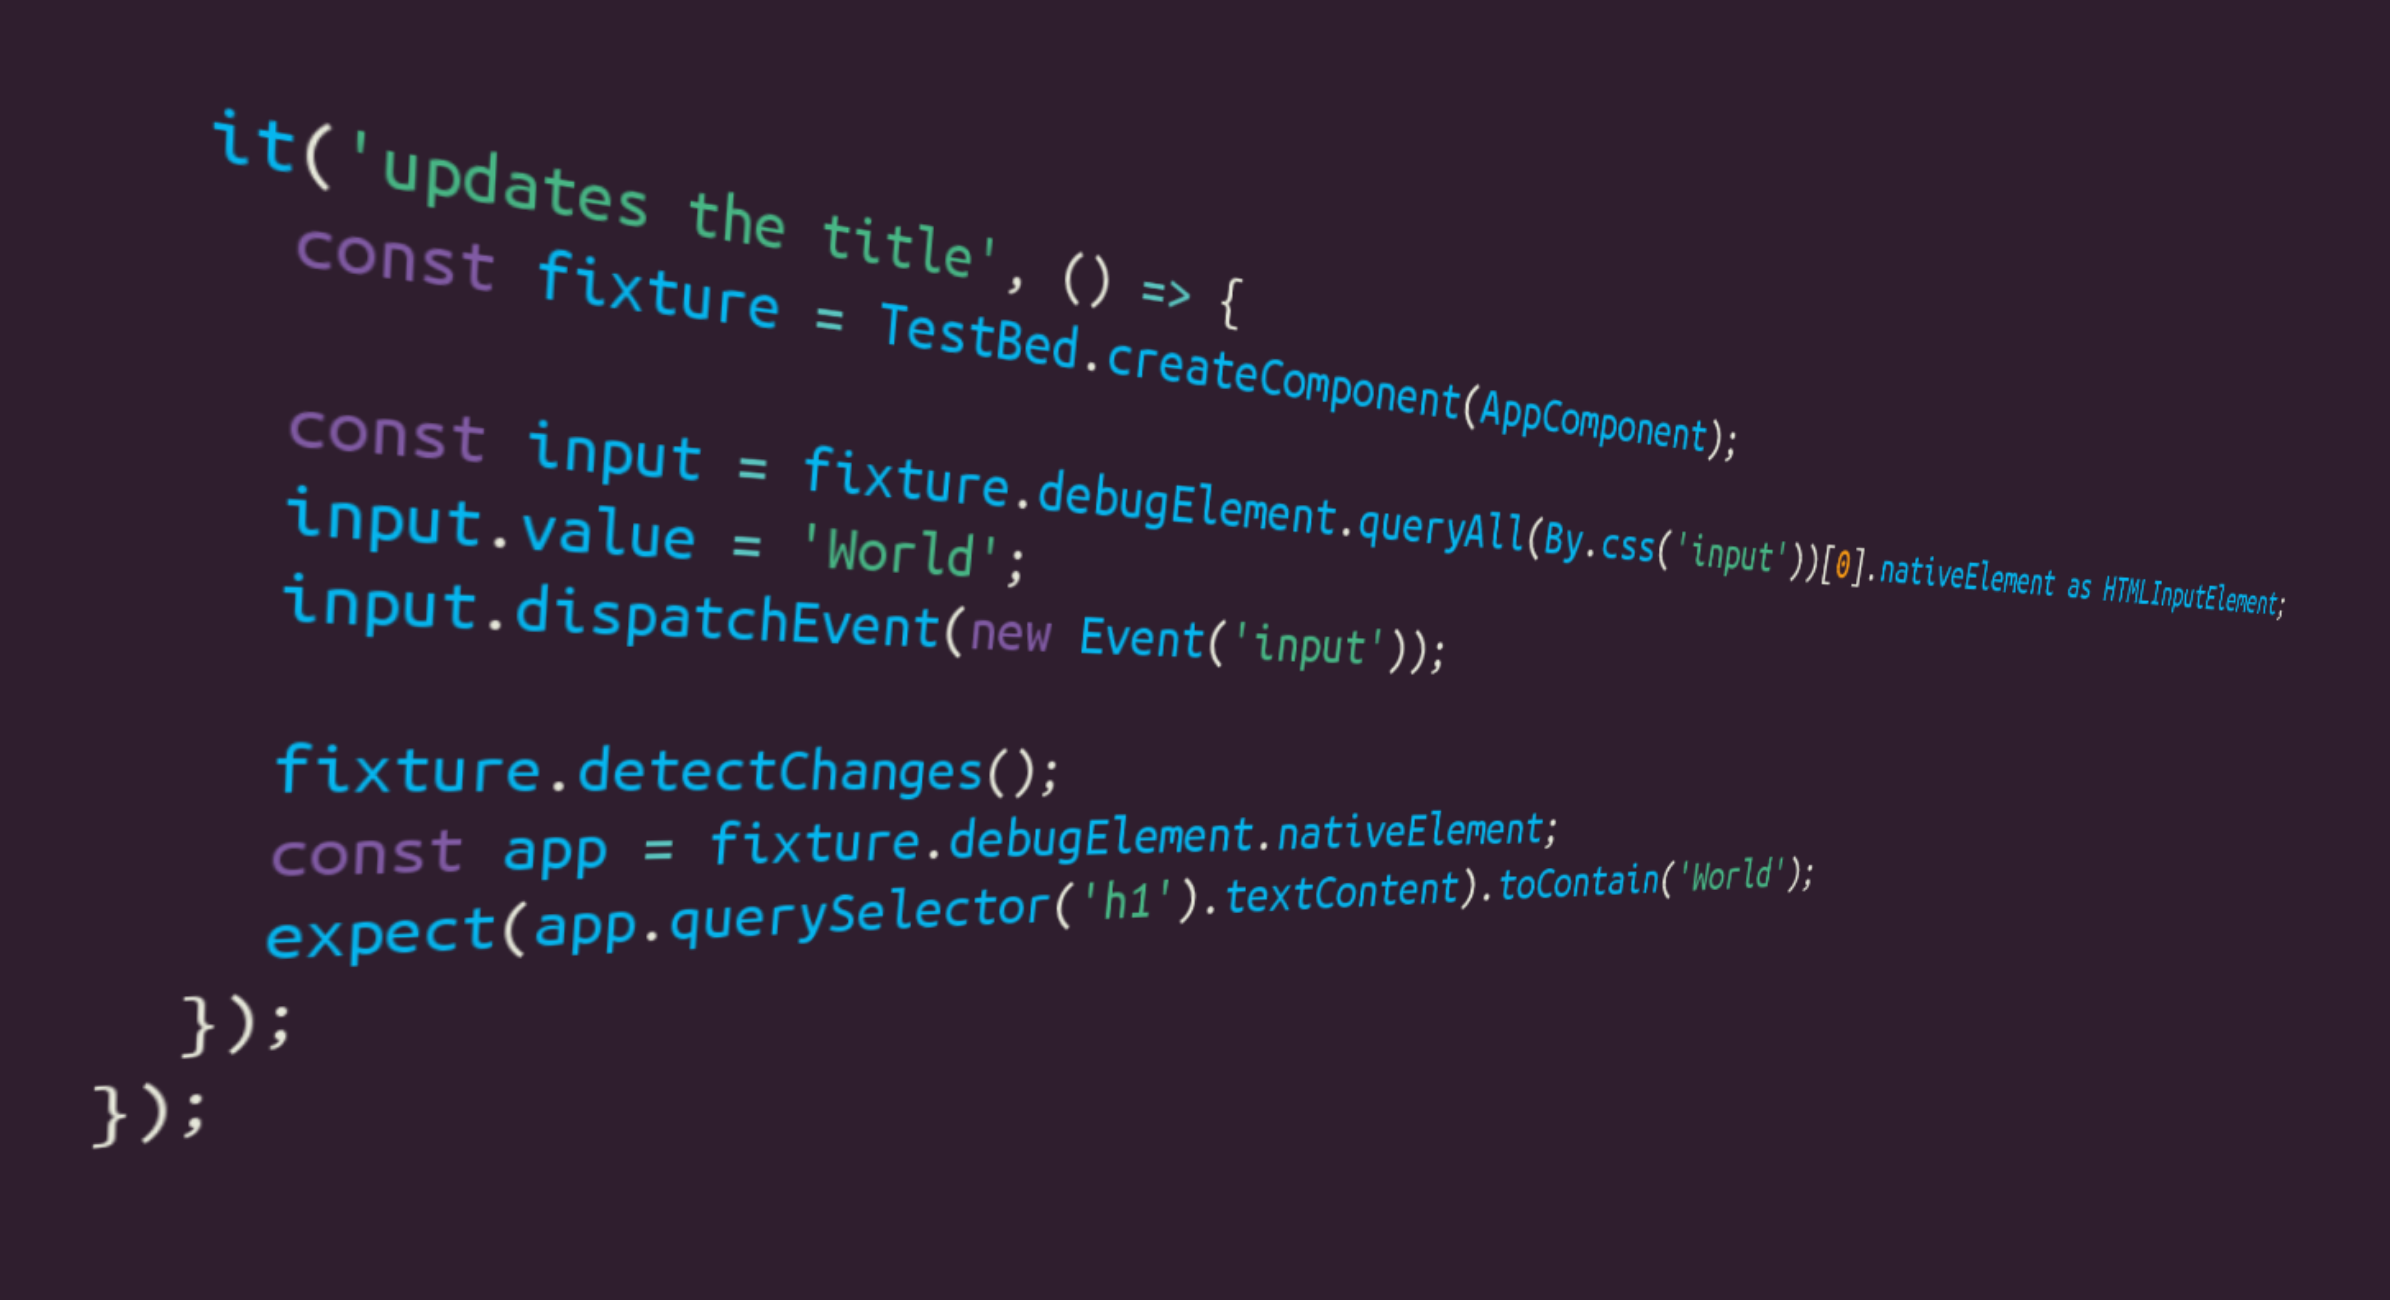 it('updates the title', () => {
const fixture = TestBed.createComponent(AppComponent);
const input = fixture.debugElement.queryAll(By.css('input'))[0].nativeElement as HTMLInputElement;
input.value = 'World';
input.dispatchEvent(new Event('input'));
fixture.detectChanges();
const app = fixture.debugElement.nativeElement;
expect(app.querySelector('h1').textContent).toContain('World');
});
});